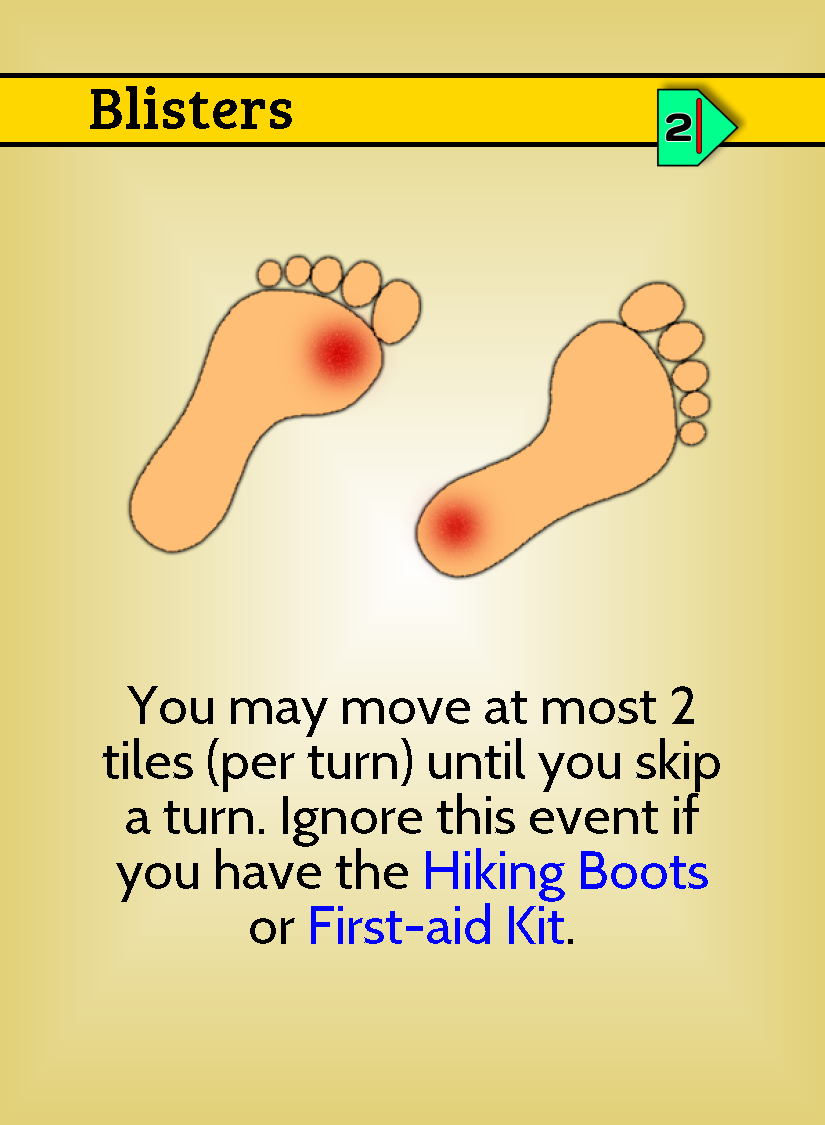 Blisters
2
You may move at most 2
tiles (per turn) until you skip
a turn. Ignore this event if
you have the Hiking Boots
or First-aid Kit.